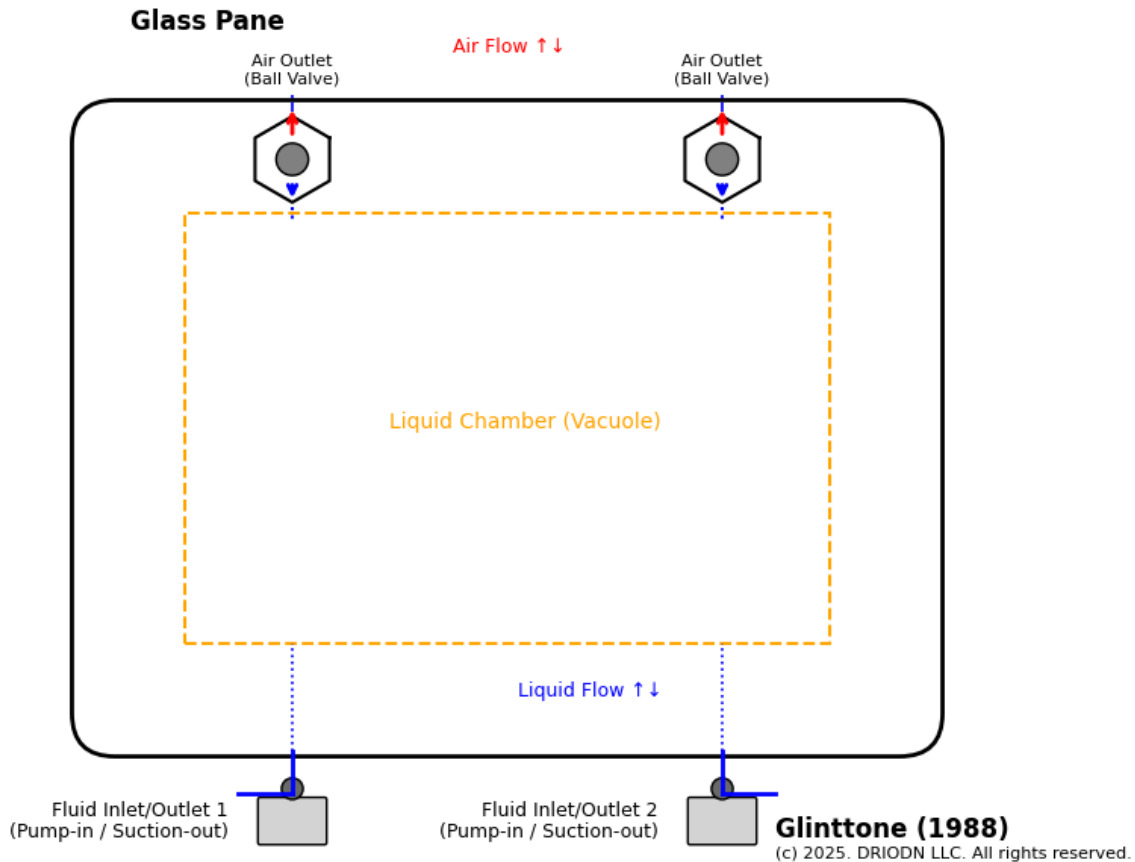 Glass Pane
Air Flow ↑↓
Air Outlet
(Ball Valve)
Air Outlet
(Ball Valve)
Liquid Chamber (Vacuole)
Liquid Flow ↑↓
Fluid Inlet/Outlet 1
(Pump-in / Suction-out)
Fluid Inlet/Outlet 2
(Pump-in / Suction-out)
Glinttone (1988)
(c) 2025. DRIODN LLC. All rights reserved.